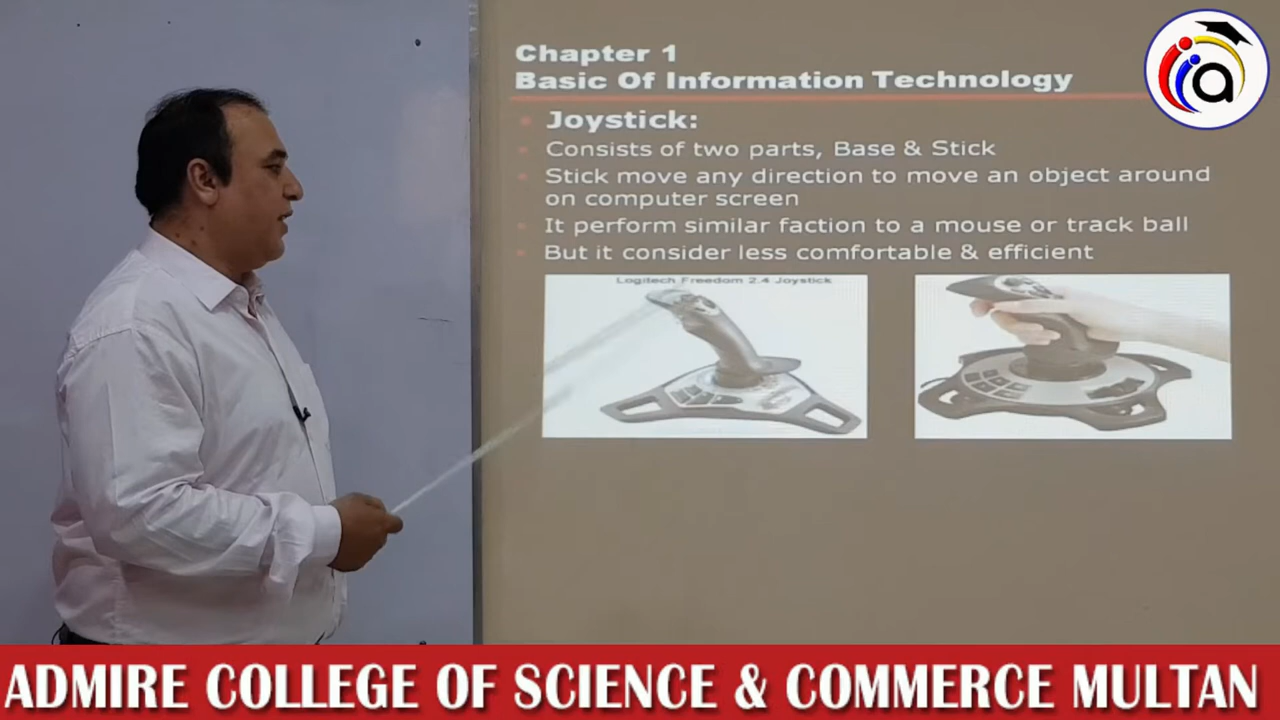 Chapter 1
Basic Of Information Technology
Joystick:
Consists of two parts, Base & Stick
Stick move any direction to move an object around
on computer screen
It perform similar faction to a mouse or track ball
But it consider less comfortable & efficient
Logitech Freedom 2.4 Joystick
a
ADMIRE COLLEGE OF SCIENCE & COMMERCE MULTAN